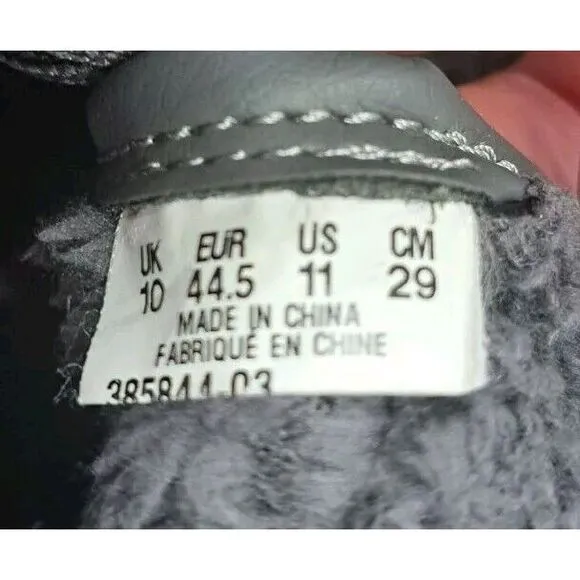 UK EUR US CM
10 44.5 11 29
MADE IN CHINA
FABRIQUÉ EN CHINE
385844-03